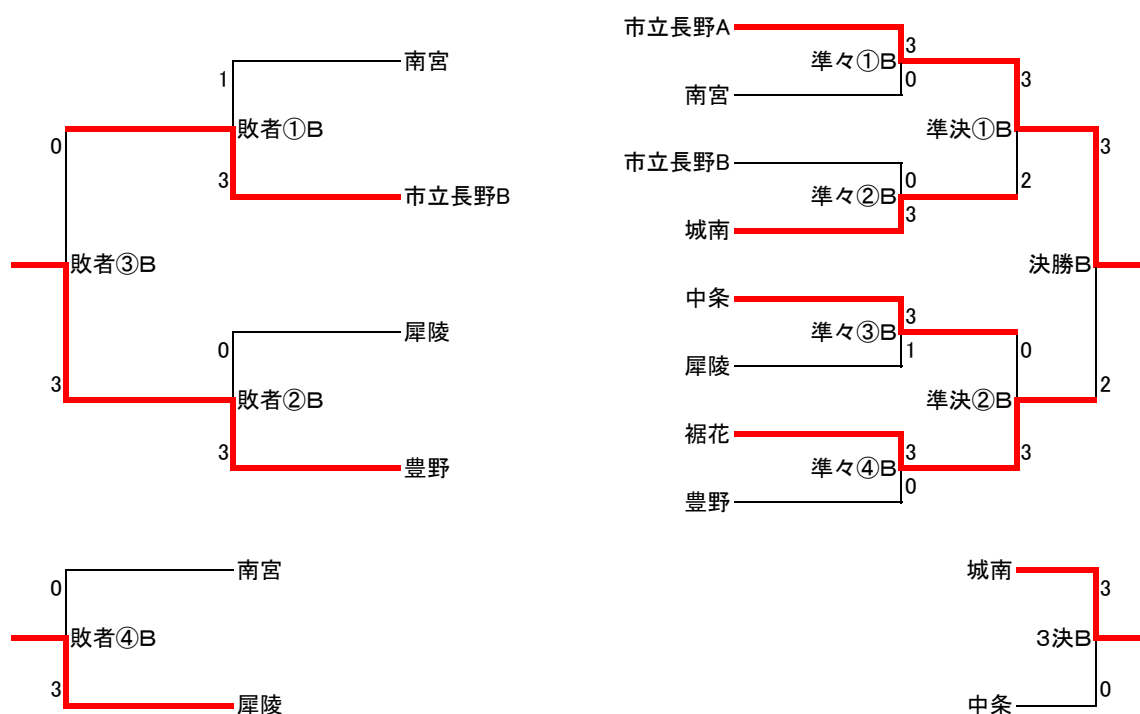 市立長野A
3
準々①B
0
南宮
3
準決①B
2
市立長野B
0
準々②B
3
城南
3
決勝B
2
中条
3
準々③B
1
犀陵
0
準決②B
3
裾花
3
準々④B
0
豊野
南宮
1
敗者①B
3
市立長野B
0
敗者③B
3
犀陵
0
敗者②B
3
豊野
南宮
0
敗者④B
3
犀陵
城南
3
3決B
0
中条